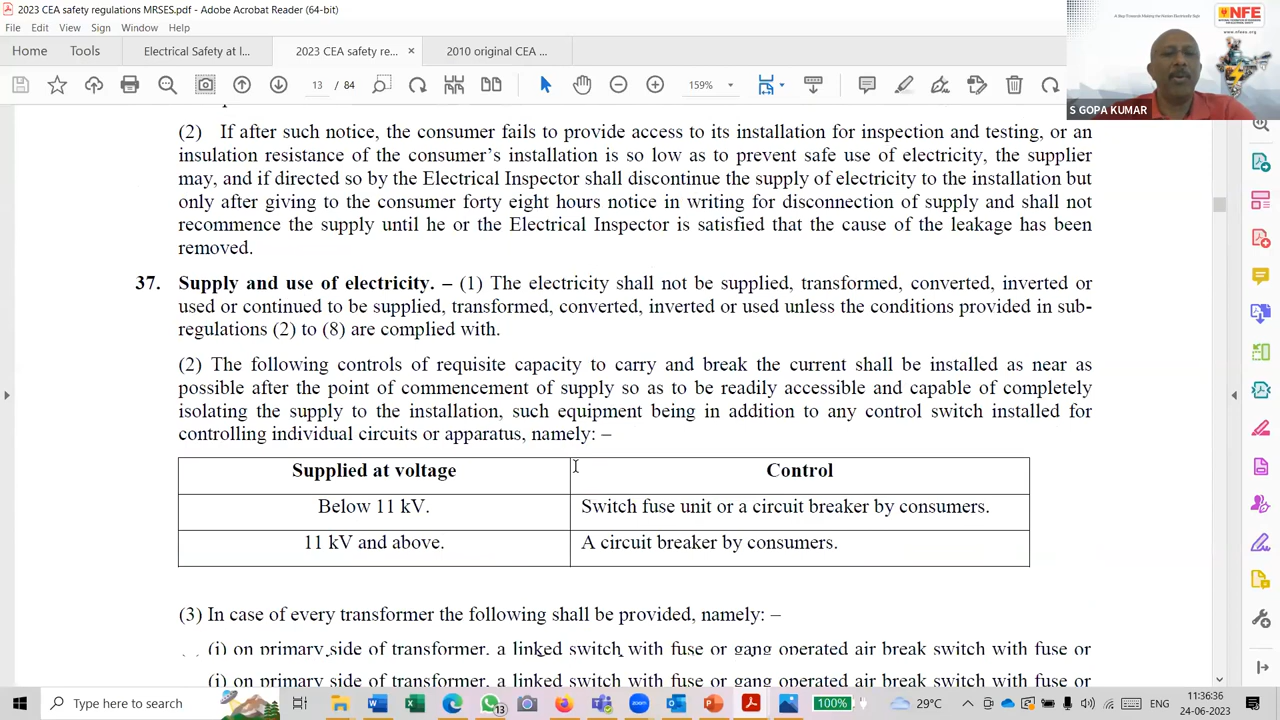 2023 CEA safety regulations MRSES.pdf - Adobe Acrobat Reader (64-bit)
File Edit View Sign Window Help
Home Tools Electrical safety at I... 2023 CEA safety re... × 2010 original.pdf
13 / 84 159%
A Step Towards Making the Nation Electrically Safe
NFE
www.nfees.org
S GOPA KUMAR
(2) If after such notice, the consumer fails to provide access to its installation for inspection and testing, or an
insulation resistance of the consumer's installation is so low as to prevent safe use of electricity, the supplier
may, and if directed so by the Electrical Inspector shall discontinue the supply of electricity to the installation but
only after giving to the consumer forty eight hours notice in writing for disconnection of supply and shall not
recommence the supply until he or the Electrical Inspector is satisfied that the cause of the leakage has been
removed.
37. Supply and use of electricity. – (1) The electricity shall not be supplied, transformed, converted, inverted or
used or continued to be supplied, transformed, converted, inverted or used unless the conditions provided in sub-
regulations (2) to (8) are complied with.
(2) The following controls of requisite capacity to carry and break the current shall be installed as near as
possible after the point of commencement of supply so as to be readily accessible and capable of completely
isolating the supply to the installation, such equipment being in addition to any control switch installed for
controlling individual circuits or apparatus, namely: –
Supplied at voltage Control
Below 11 kV. Switch fuse unit or a circuit breaker by consumers.
11 kV and above. A circuit breaker by consumers.
(3) In case of every transformer the following shall be provided, namely: –
(i) on primary side of transformer, a linked switch with fuse or gang operated air break switch with fuse or
(i) on primary side of transformer, a linked switch with fuse or gang operated air break switch with fuse or
Type here to search
zoom
100%
29°C
ENG
11:36:36
24-06-2023